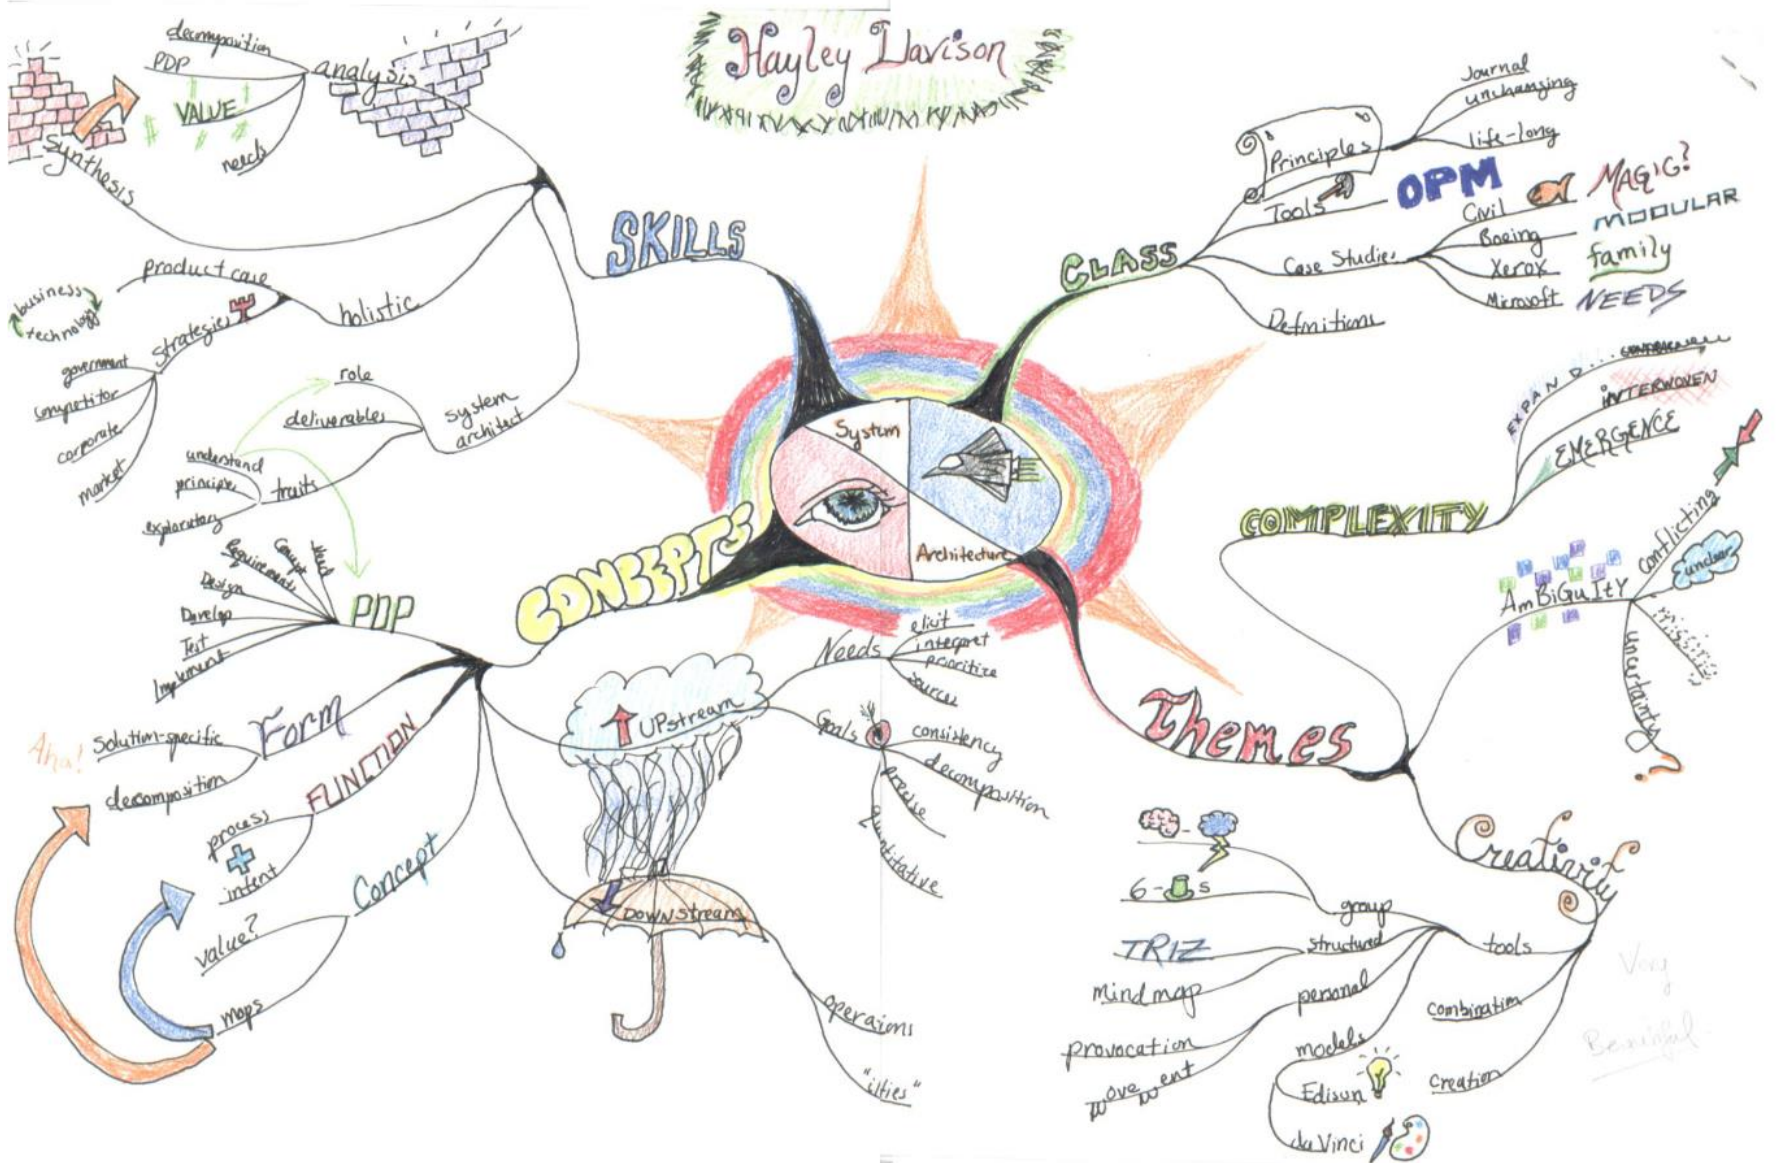 Hayley Davison
decomposition
PDP
analysis
VALUE
needs
synthesis
SKILLS
product case
business
technology
strategies
holistic
government
competitor
corporate
market
role
deliverables
system
architect
understand
principles
exploratory
traits
System
Architecture
CLASS
Principles
Journal
unchanging
life-long
Tools
OPM
Case Studies
Civil
MAGIC?
Boeing
MODULAR
Xerox
family
Microsoft
NEEDS
Definitions
CONCEPTS
PDP
Need
Concept
Requirements
Design
Develop
Test
Implement
Form
Aha!
Solution-specific
decomposition
FUNCTION
process
intent
Concept
value?
maps
UPstream
Needs
elicit
interpret
prioritize
sources
Goals
consistency
decomposition
precise
quantitative
DOWNstream
operaions
"ilties"
Themes
COMPLEXITY
EXPAND...
INTERWOVEN
EMERGENCE
AmBiGuItY
conflicting
unclear
missing
uncertainty
?
Creativity
tools
group
6-
s
structured
TRIZ
mind map
personal
provocation
movement
models
Edison
da Vinci
combination
creation
Very
Beautiful